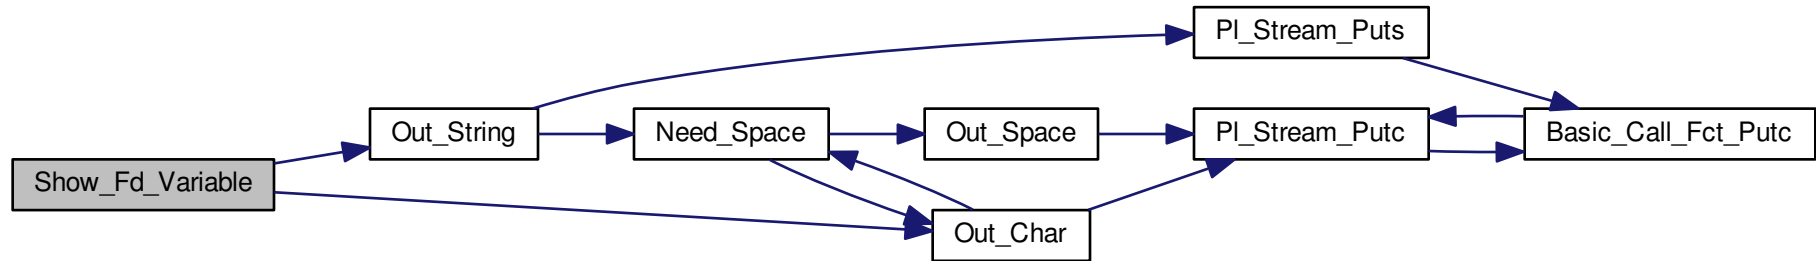 Pl_Stream_Puts
Out_String
Need_Space
Out_Space
Pl_Stream_Putc
Basic_Call_Fct_Putc
Show_Fd_Variable
Out_Char